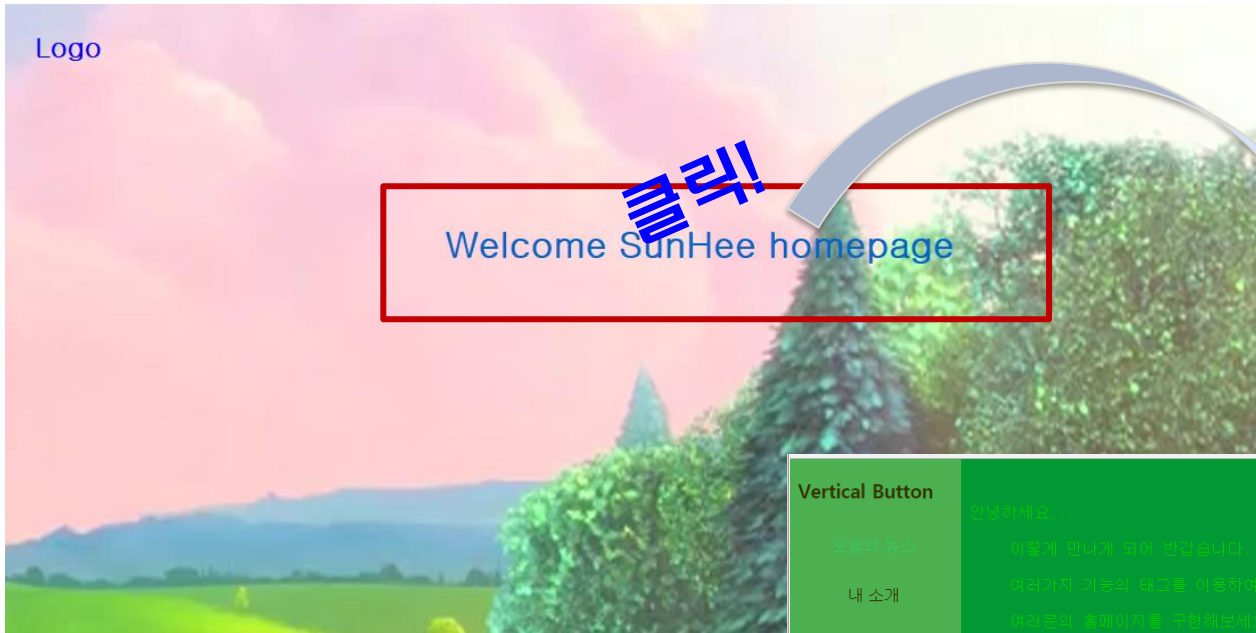 Logo
클릭!
Welcome SunHee homepage
Vertical Button
안녕하세요...
오늘의 뉴스
이렇게 만나게 되어 반갑습니다.
여러가지 기능의 태그를 이용하여
내 소개
여러분의 홈페이지를 구현해보세